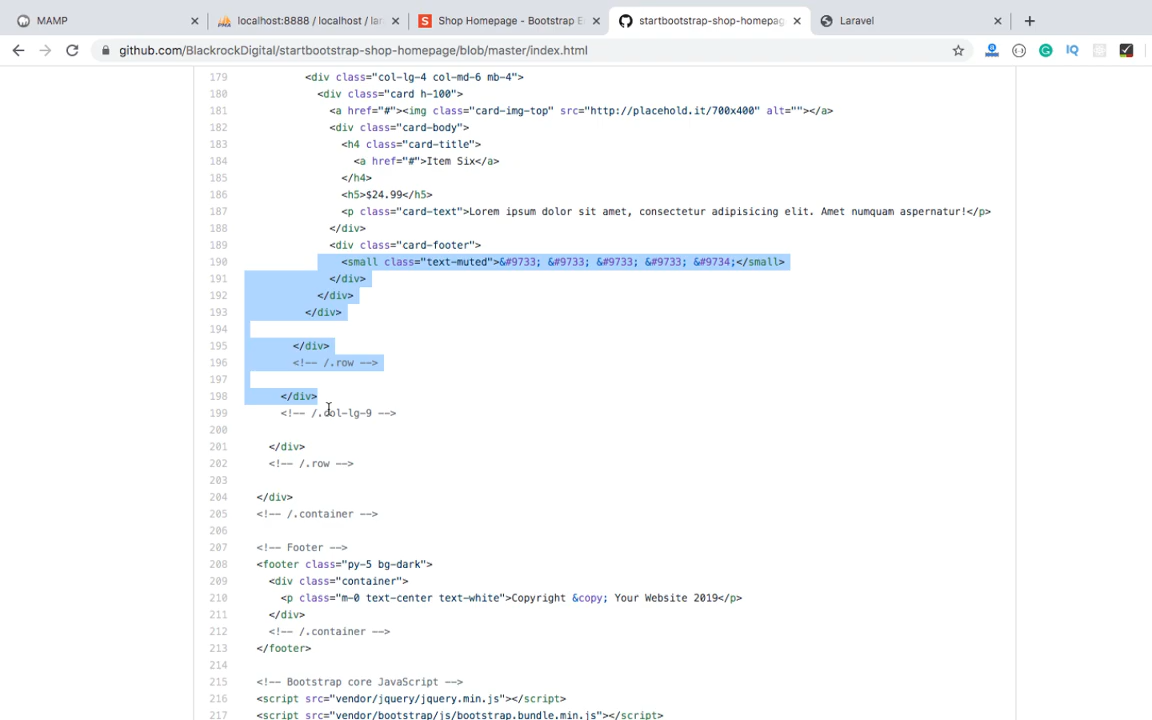 MAMP
localhost:8888 / localhost / lar
Shop Homepage - Bootstrap E
startbootstrap-shop-homepag
Laravel
github.com/BlackrockDigital/startbootstrap-shop-homepage/blob/master/index.html
179 <div class="col-lg-4 col-md-6 mb-4">
180 <div class="card h-100">
181 <a href="#"><img class="card-img-top" src="http://placehold.it/700x400" alt=""></a>
182 <div class="card-body">
183 <h4 class="card-title">
184 <a href="#">Item Six</a>
185 </h4>
186 <h5>$24.99</h5>
187 <p class="card-text">Lorem ipsum dolor sit amet, consectetur adipisicing elit. Amet numquam aspernatur!</p>
188 </div>
189 <div class="card-footer">
190 <small class="text-muted">&#9733; &#9733; &#9733; &#9733; &#9734;</small>
191 </div>
192 </div>
193 </div>
194
195 </div>
196 <!-- /.row -->
197
198 </div>
199 <!-- /.col-lg-9 -->
200
201 </div>
202 <!-- /.row -->
203
204 </div>
205 <!-- /.container -->
206
207 <!-- Footer -->
208 <footer class="py-5 bg-dark">
209 <div class="container">
210 <p class="m-0 text-center text-white">Copyright &copy; Your Website 2019</p>
211 </div>
212 <!-- /.container -->
213 </footer>
214
215 <!-- Bootstrap core JavaScript -->
216 <script src="vendor/jquery/jquery.min.js"></script>
217 <script src="vendor/bootstrap/js/bootstrap.bundle.min.js"></script>